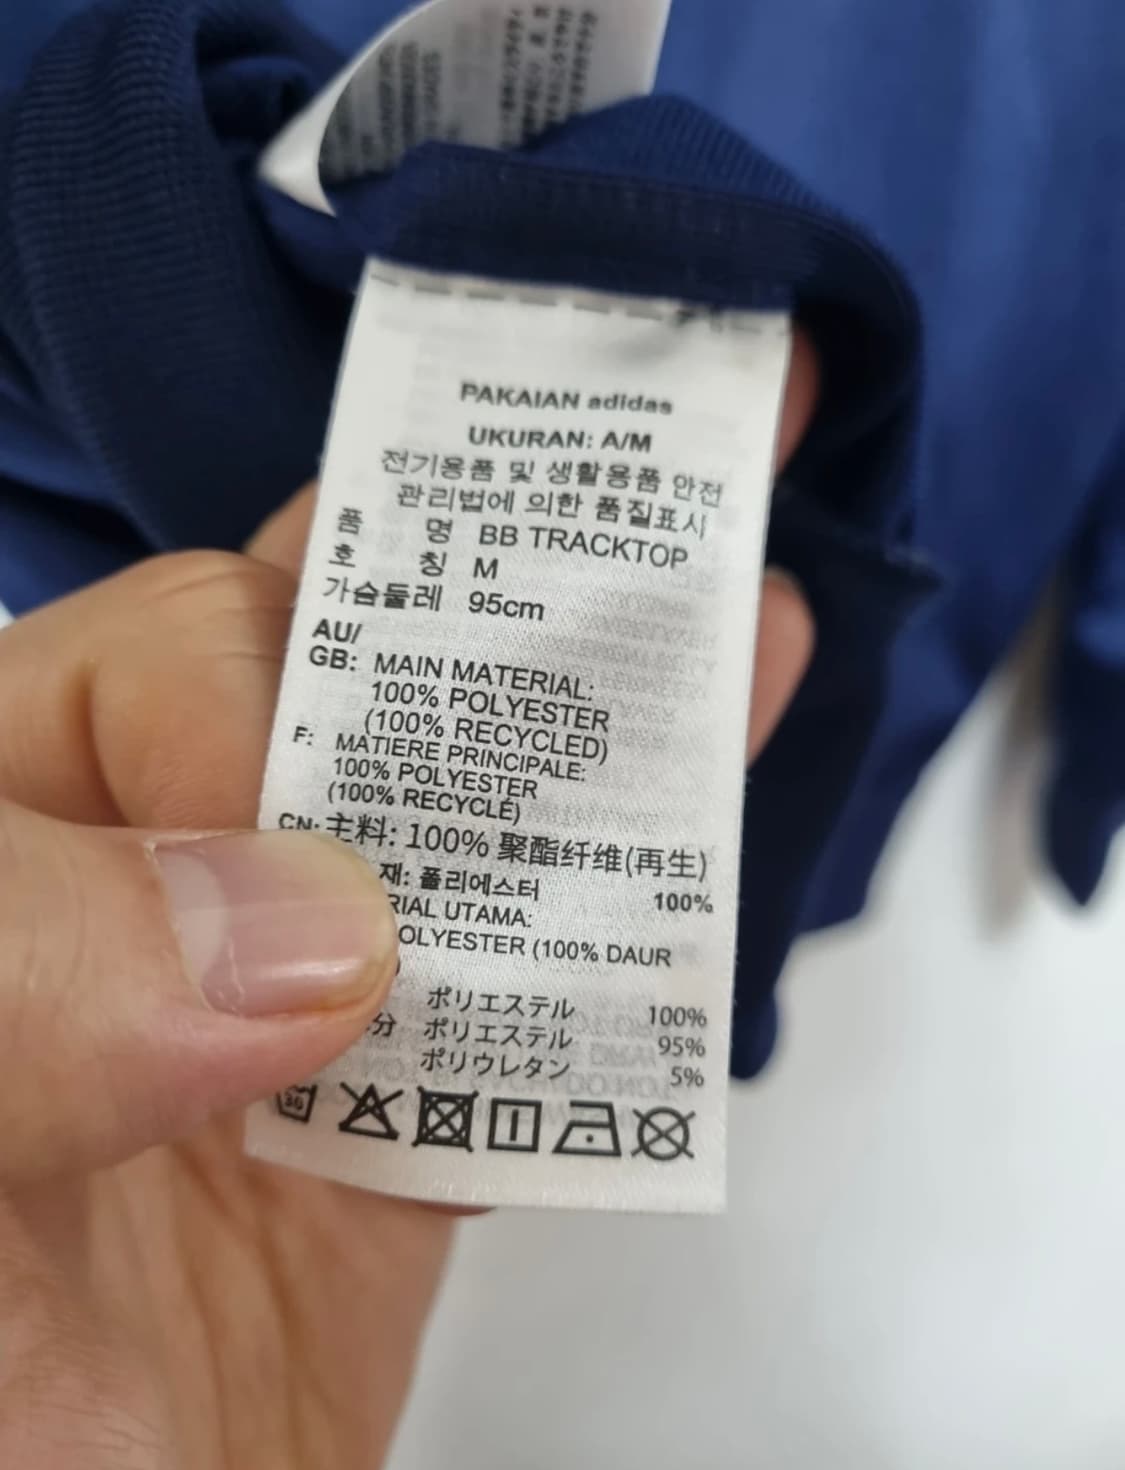 PAKAIAN adidas
UKURAN: A/M
전기용품 및 생활용품 안전
관리법에 의한 품질표시
품 명 BB TRACKTOP
호 칭 M
가슴둘레 95cm
AU/
GB: MAIN MATERIAL:
100% POLYESTER
(100% RECYCLED)
F: MATIERE PRINCIPALE:
100% POLYESTER
(100% RECYCLÉ)
CN: 主料: 100% 聚酯纤维(再生)
재: 폴리에스터 100%
RIAL UTAMA:
OLYESTER (100% DAUR
)
ポリエステル 100%
分 ポリエステル 95%
ポリウレタン 5%
30